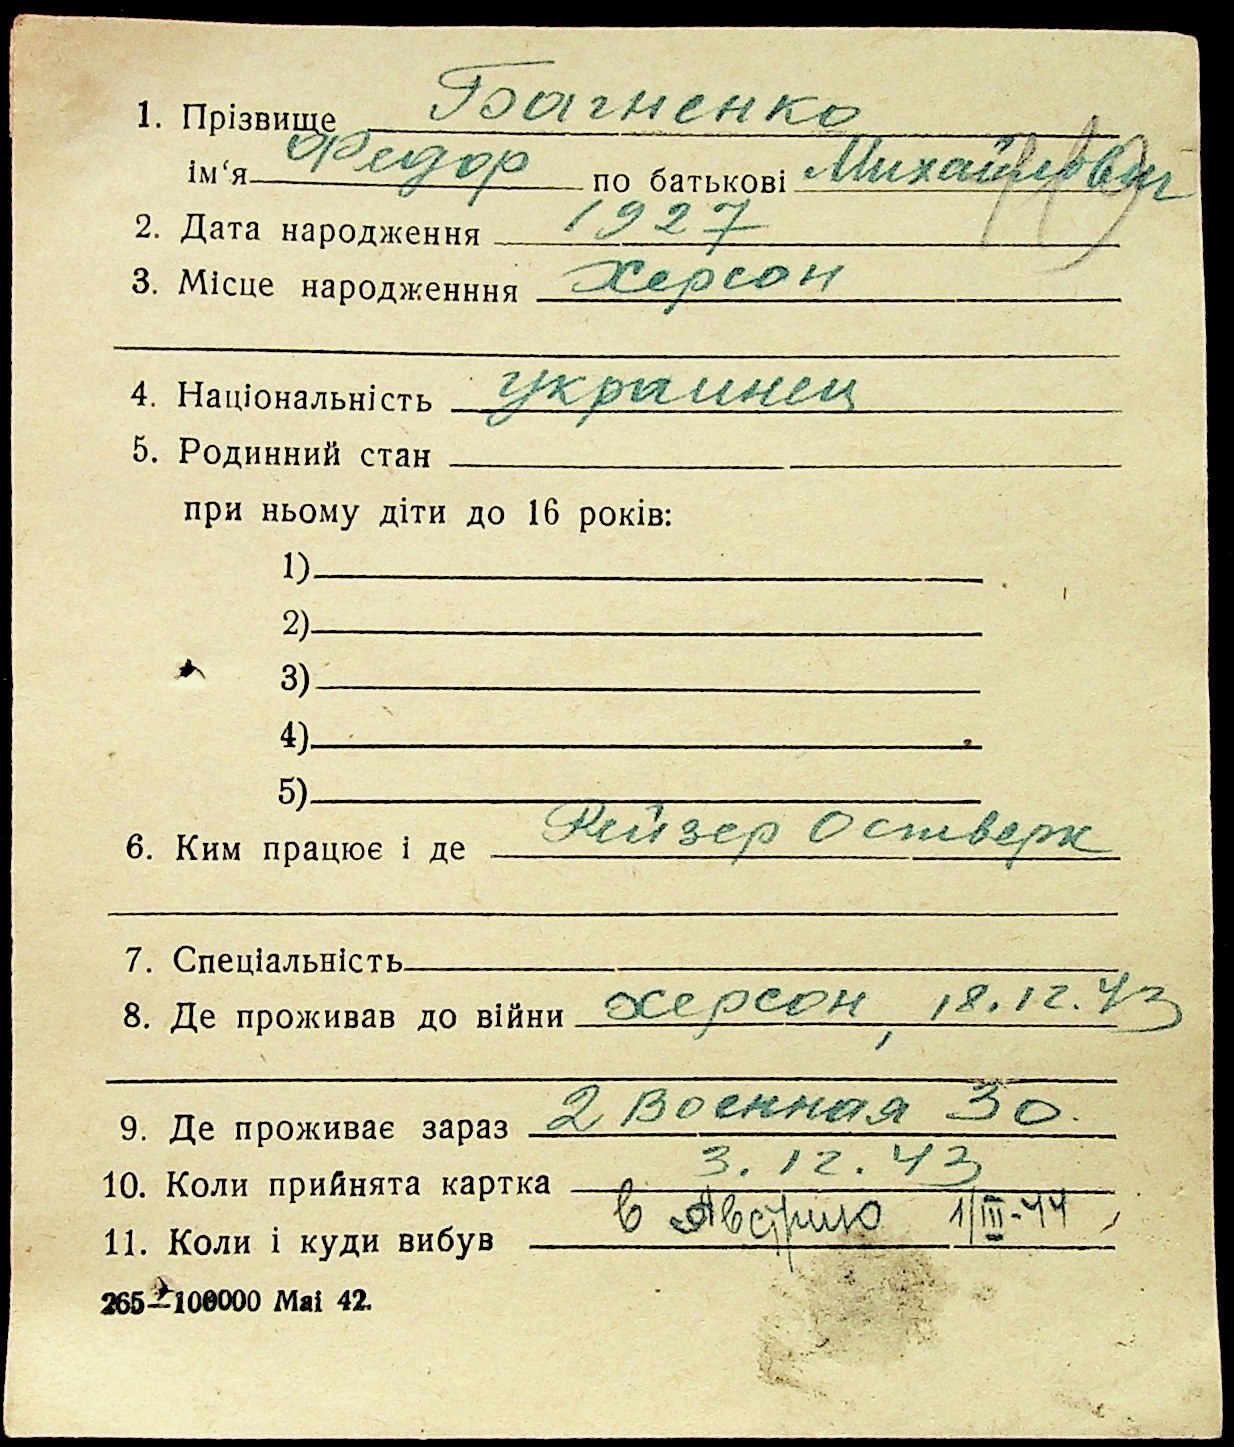 1. Прізвище Багненко
ім‘я Федор по батькові Михайлович
2. Дата народження 1927
3. Місце народженння Херсон
4. Національність украинец
5. Родинний стан
при ньому діти до 16 років:
1)
2)
3)
4)
5)
6. Ким працює і де Рейзер Остверк
7. Спеціальність
8. Де проживав до війни Херсон, 18.12.43
9. Де проживає зараз 2 Военная 30.
10. Коли прийнята картка 3.12.43
11. Коли і куди вибув в Австрию 1/III-44
265—100000 Mai 42.